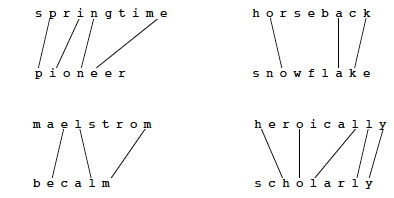 springtime
horseback
pioneer
snowflake
maelstrom
heroically
becalm
scholarly